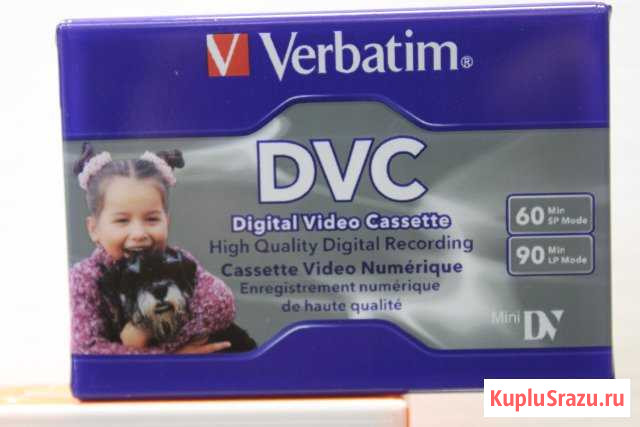 V Verbatim®
DVC
Digital Video Cassette
High Quality Digital Recording
Cassette Video Numérique
Enregistrement numérique
de haute qualité
60 Min
SP Mode
90 Min
LP Mode
Mini DV
KupluSrazu.ru